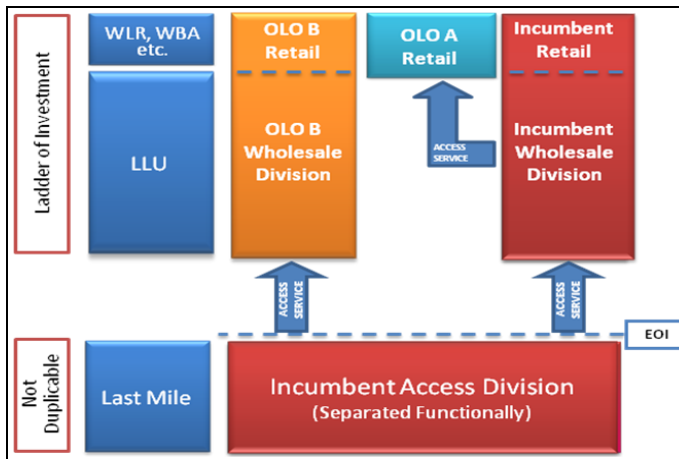 Ladder of Investment
WLR, WBA
etc.
LLU
OLO B
Retail
OLO B
Wholesale
Division
OLO A
Retail
ACCESS
SERVICE
Incumbent
Retail
Incumbent
Wholesale
Division
ACCESS
SERVICE
ACCESS
SERVICE
EOI
Not
Duplicable
Last Mile
Incumbent Access Division
(Separated Functionally)